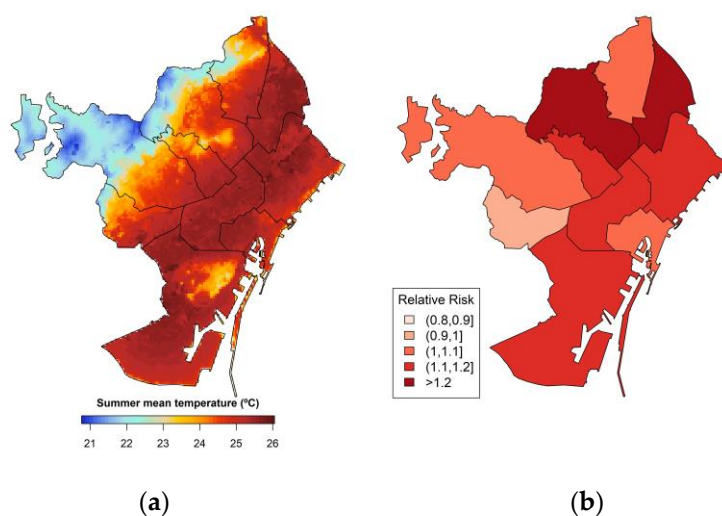 Summer mean temperature (ºC)
21 22 23 24 25 26
Relative Risk
(0.8,0.9]
(0.9,1]
(1,1.1]
(1.1,1.2]
>1.2
(a) (b)